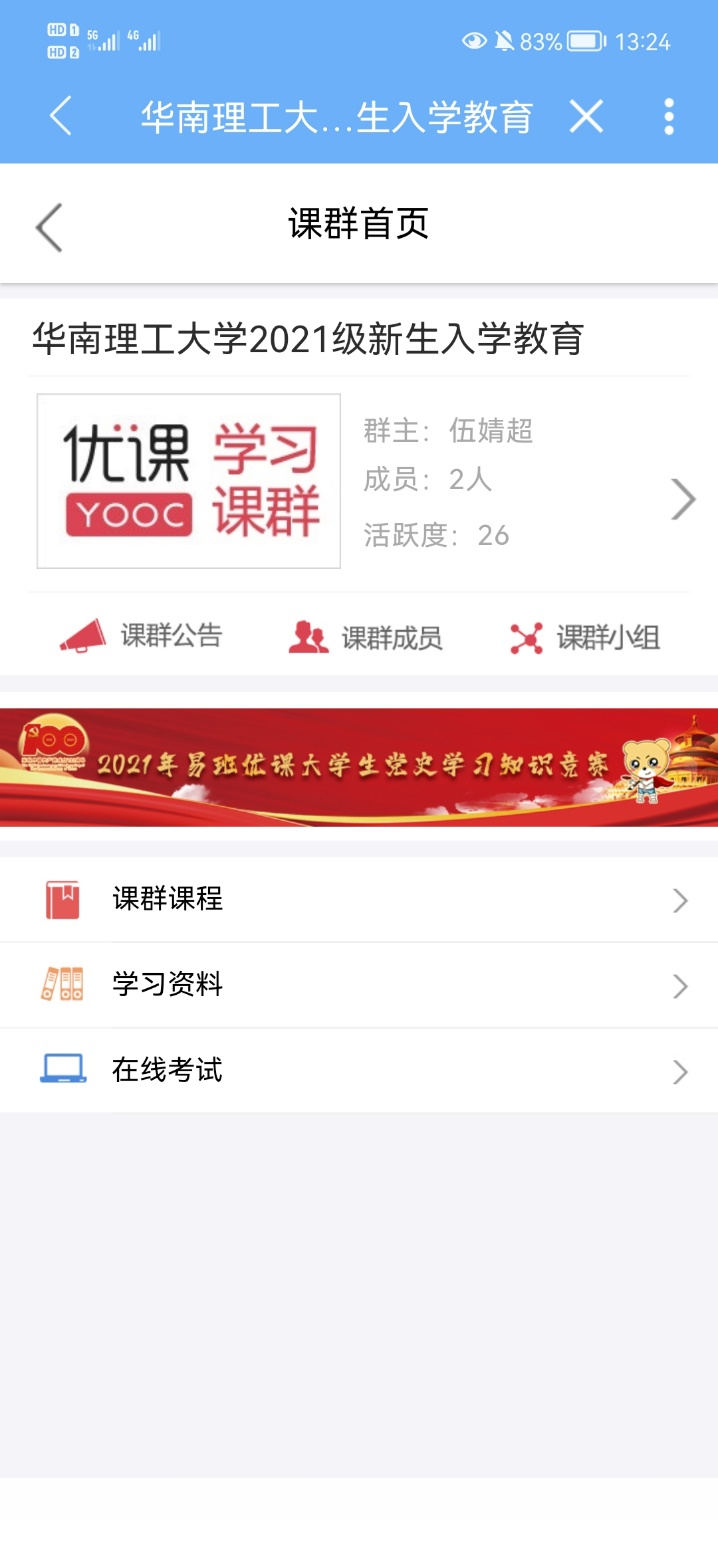 HD 1 5G 4G 83% 13:24
HD 2
华南理工大...生入学教育
课群首页
华南理工大学2021级新生入学教育
优课 学习
YOOC 课群
群主：伍婧超
成员：2人
活跃度：26
课群公告 课群成员 课群小组
100
2021年易班优课大学生党史学习知识竞赛
课群课程
学习资料
在线考试